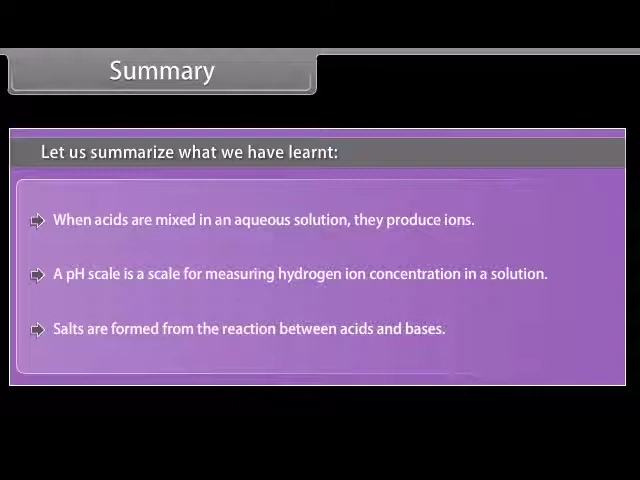 Summary
Let us summarize what we have learnt:
When acids are mixed in an aqueous solution, they produce ions.
A pH scale is a scale for measuring hydrogen ion concentration in a solution.
Salts are formed from the reaction between acids and bases.